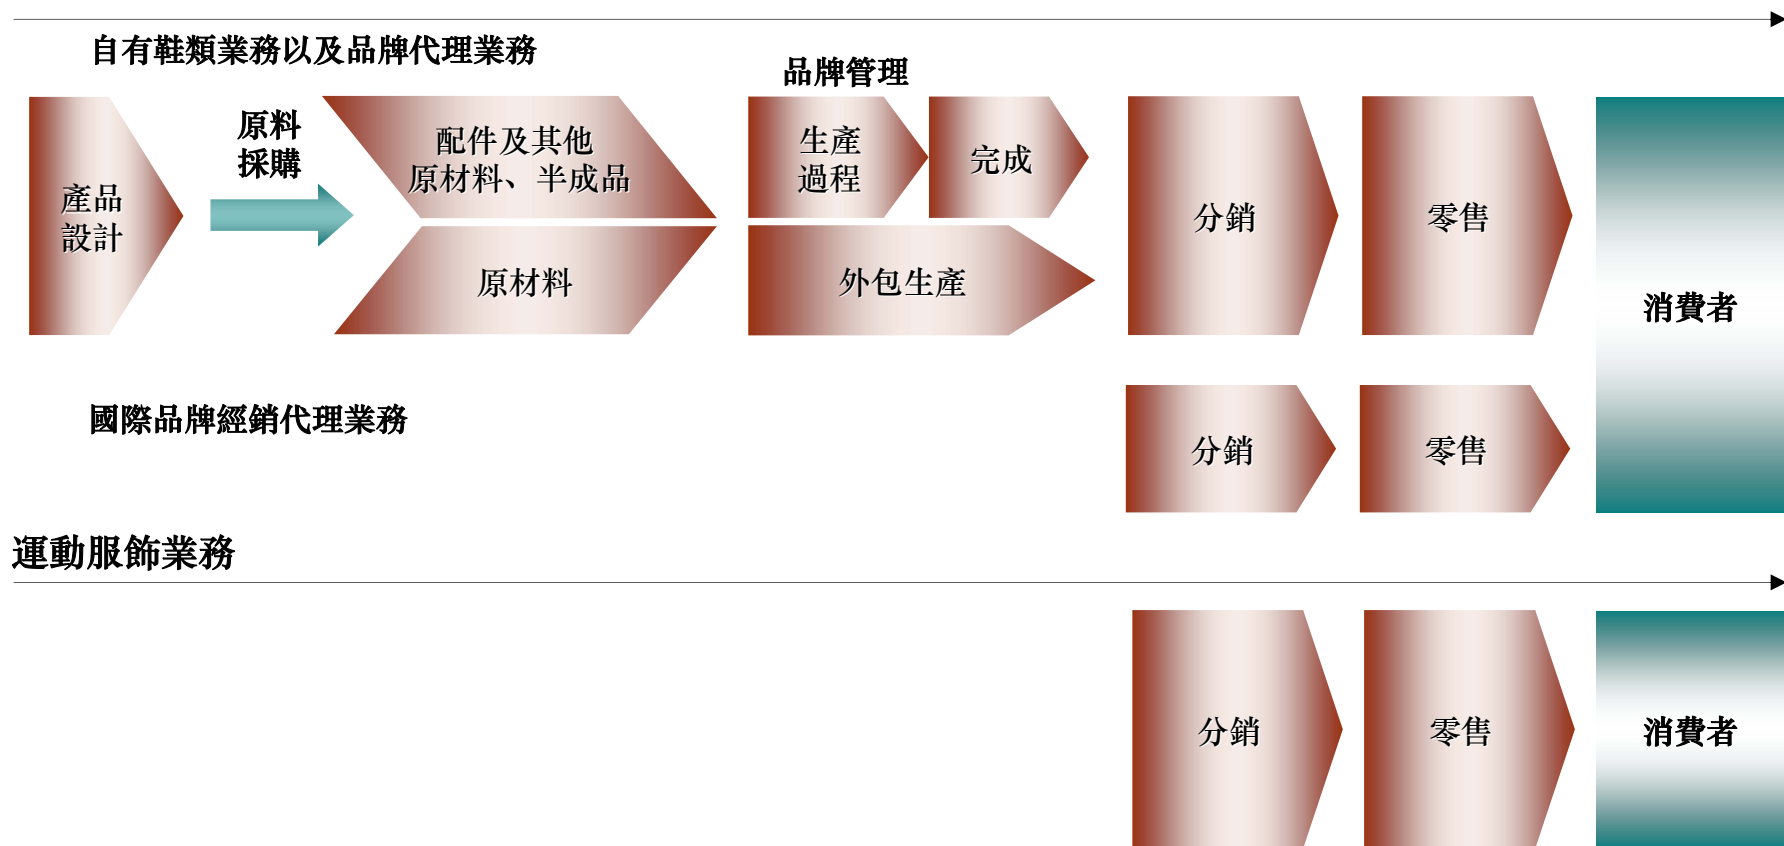 自有鞋類業務以及品牌代理業務
產品
設計
原料
採購
配件及其他
原材料、半成品
原材料
品牌管理
生產
過程
完成
外包生產
分銷
零售
消費者
國際品牌經銷代理業務
分銷
零售
運動服飾業務
分銷
零售
消費者